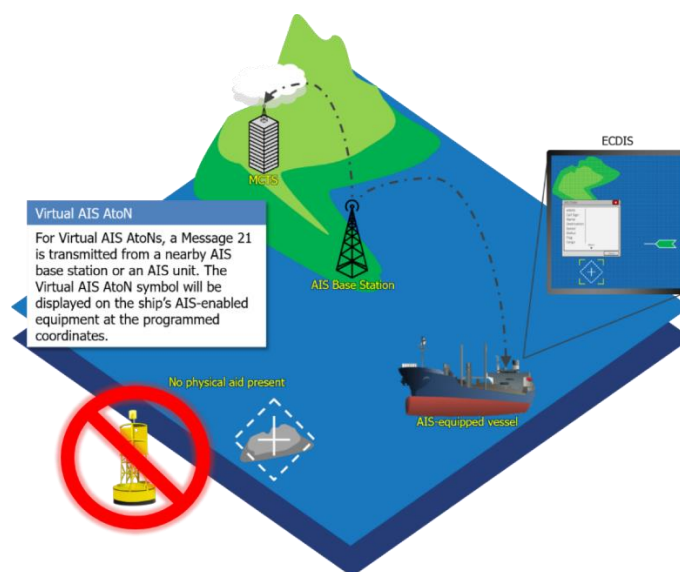 ECDIS
MCTS
Virtual AIS AtoN
For Virtual AIS AtoNs, a Message 21
is transmitted from a nearby AIS
base station or an AIS unit. The
Virtual AIS AtoN symbol will be
displayed on the ship's AIS-enabled
equipment at the programmed
coordinates.
AIS Base Station
No physical aid present
AIS-equipped vessel